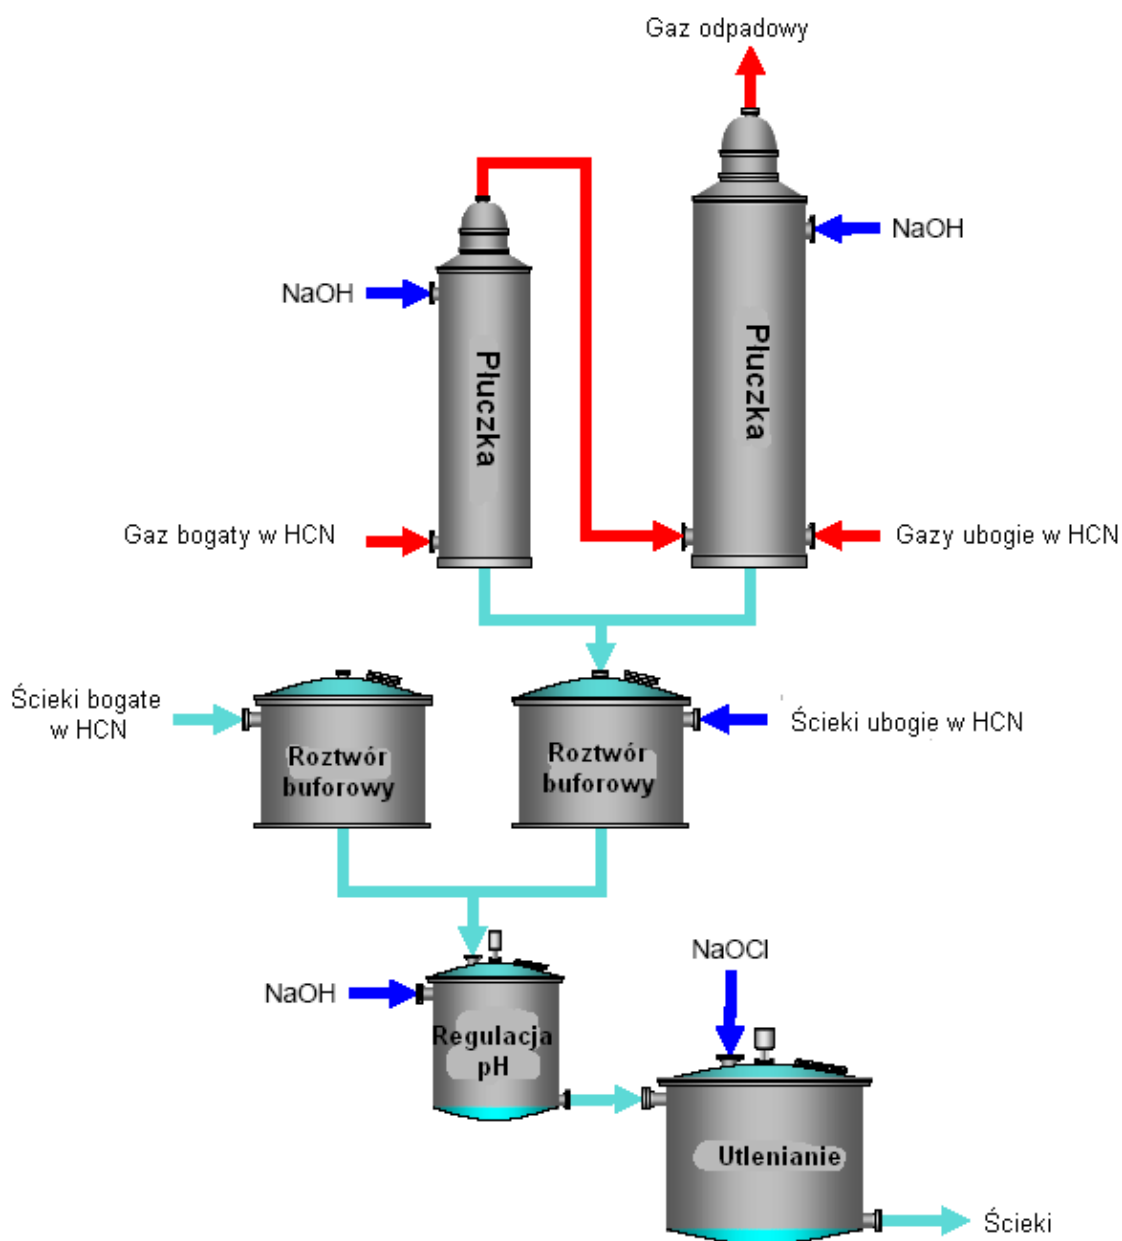 Gaz odpadowy
NaOH
NaOH
Płuczka
Płuczka
Gaz bogaty w HCN
Gazy ubogie w HCN
Ścieki bogate
w HCN
Ścieki ubogie w HCN
Roztwór
buforowy
Roztwór
buforowy
NaOCl
NaOH
Regulacja
pH
Utlenianie
Ścieki